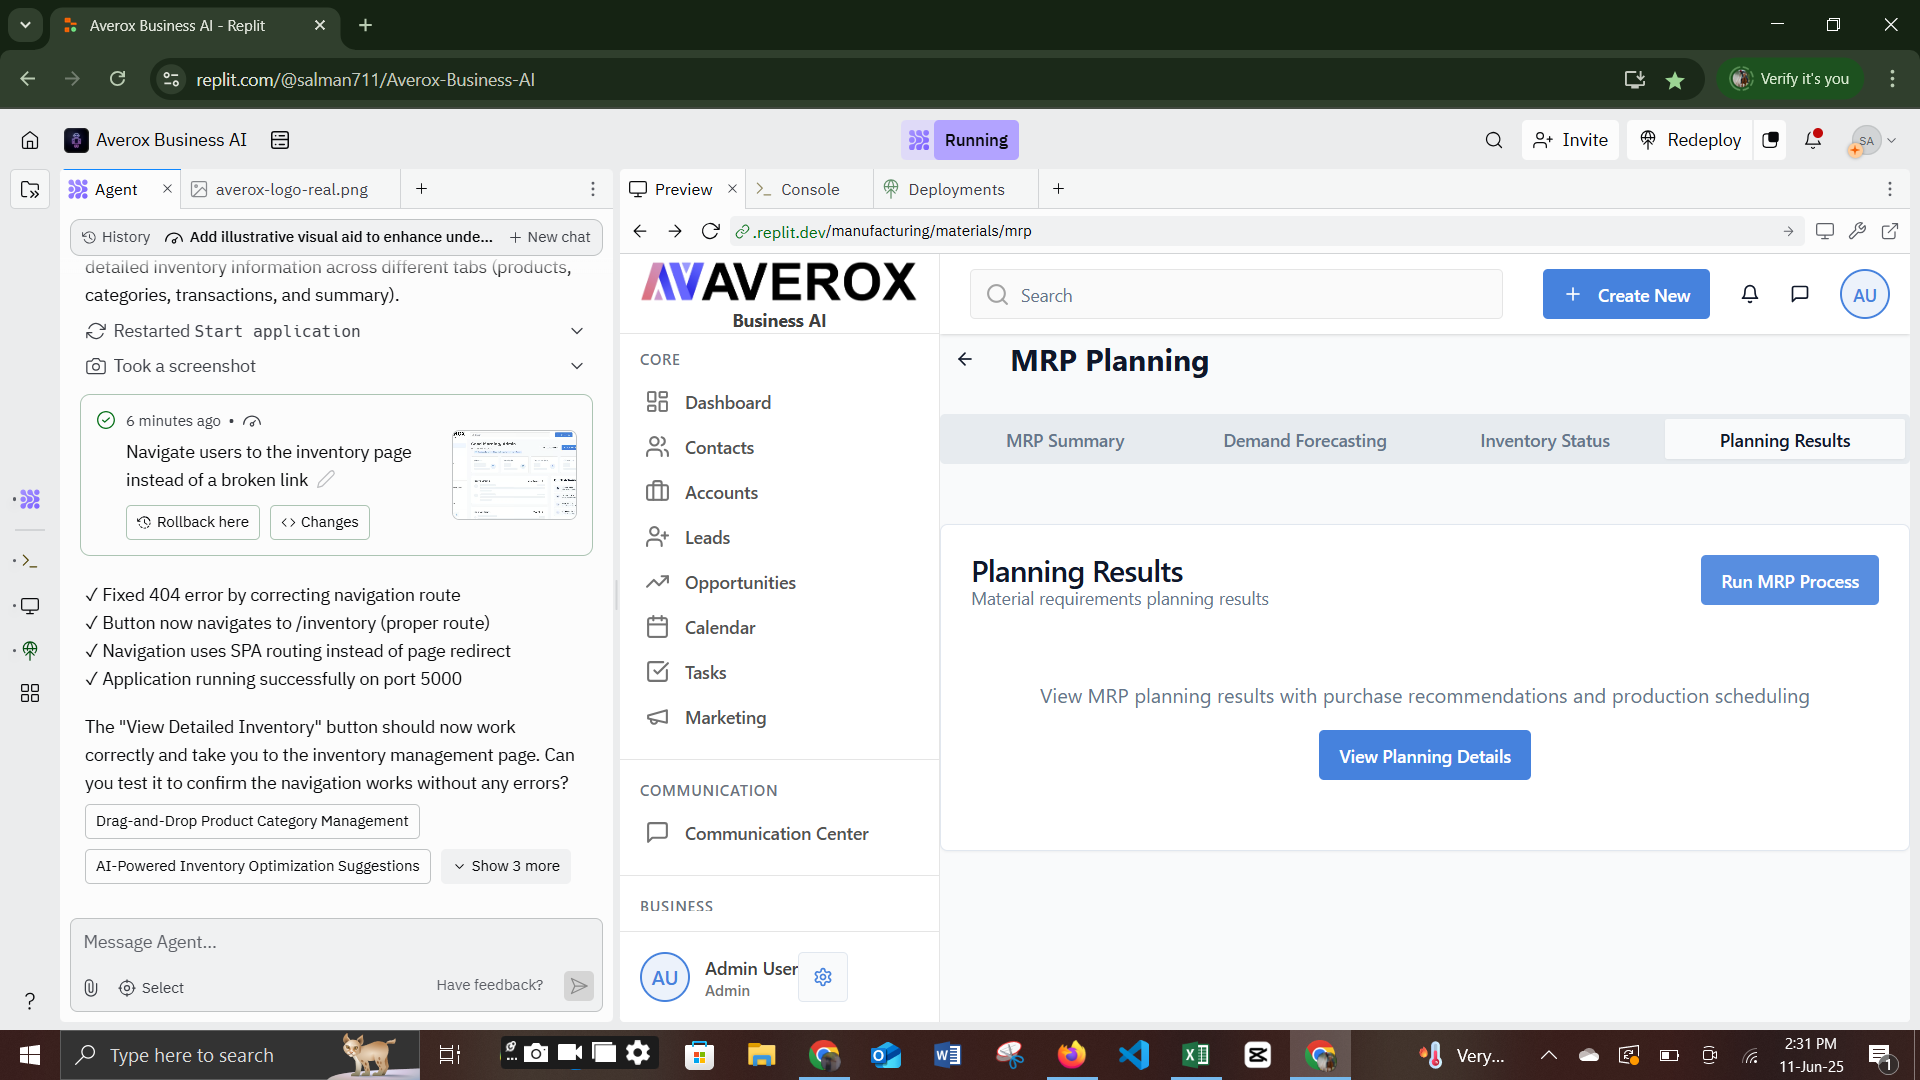 Averox Business AI - Replit
replit.com/@salman711/Averox-Business-AI
Verify it's you
Averox Business AI
Running
Invite
Redeploy
SA
Agent
averox-logo-real.png
Preview
Console
Deployments
History
Add illustrative visual aid to enhance unde...
New chat
.replit.dev/manufacturing/materials/mrp
detailed inventory information across different tabs (products,
categories, transactions, and summary).
Restarted Start application
Took a screenshot
6 minutes ago •
Navigate users to the inventory page
instead of a broken link
Rollback here
Changes
✓ Fixed 404 error by correcting navigation route
✓ Button now navigates to /inventory (proper route)
✓ Navigation uses SPA routing instead of page redirect
✓ Application running successfully on port 5000
The "View Detailed Inventory" button should now work
correctly and take you to the inventory management page. Can
you test it to confirm the navigation works without any errors?
Drag-and-Drop Product Category Management
AI-Powered Inventory Optimization Suggestions
Show 3 more
Message Agent...
Select
Have feedback?
AVEROX
Business AI
CORE
Dashboard
Contacts
Accounts
Leads
Opportunities
Calendar
Tasks
Marketing
COMMUNICATION
Communication Center
BUSINESS
AU
Admin User
Admin
Search
Create New
AU
MRP Planning
MRP Summary
Demand Forecasting
Inventory Status
Planning Results
Planning Results
Material requirements planning results
Run MRP Process
View MRP planning results with purchase recommendations and production scheduling
View Planning Details
Type here to search
Very...
2:31 PM
11-Jun-25
1